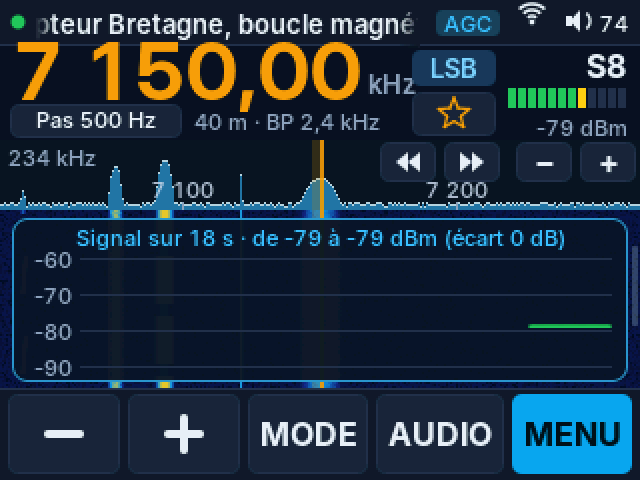 pteur Bretagne, boucle magné AGC 74
7 150,00 kHz LSB S8
Pas 500 Hz 40 m · BP 2,4 kHz -79 dBm
234 kHz
7 100 7 200
Signal sur 18 s · de -79 à -79 dBm (écart 0 dB)
-60
-70
-80
-90
− + MODE AUDIO MENU